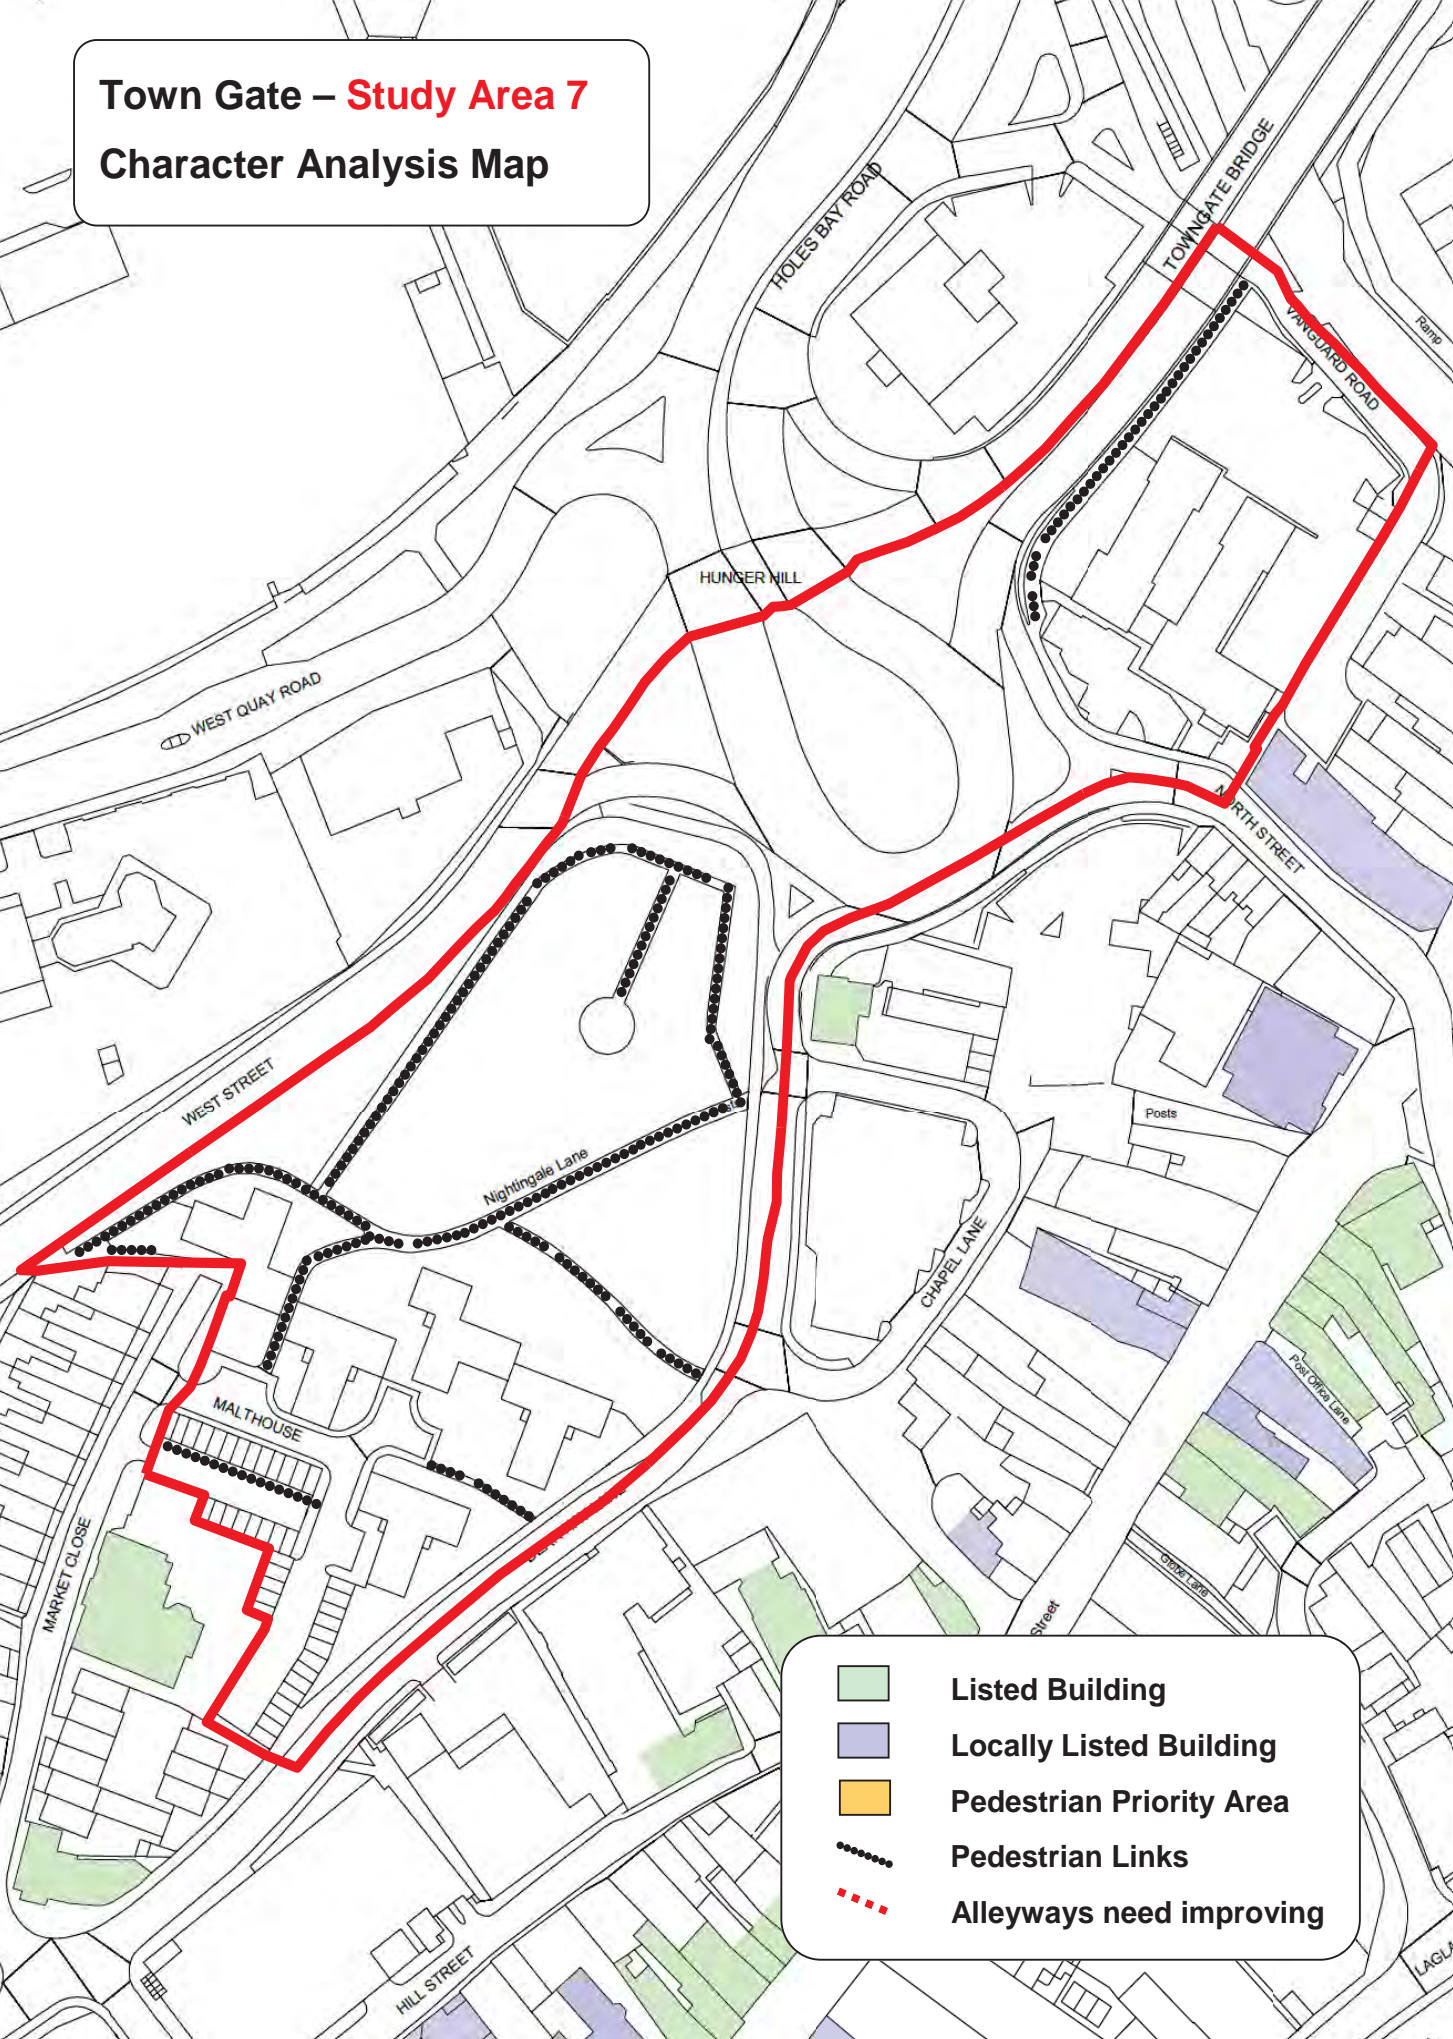 Town Gate – Study Area 7
Character Analysis Map
TOWNGATE BRIDGE
HOLES BAY ROAD
Ramp
VANGUARD ROAD
HUNGER HILL
WEST QUAY ROAD
NORTH STREET
WEST STREET
Posts
Nightingale Lane
CHAPEL LANE
Post Office Lane
MALTHOUSE
MARKET CLOSE
Globe Lane
Street
HILL STREET
Listed Building
Locally Listed Building
Pedestrian Priority Area
Pedestrian Links
Alleyways need improving